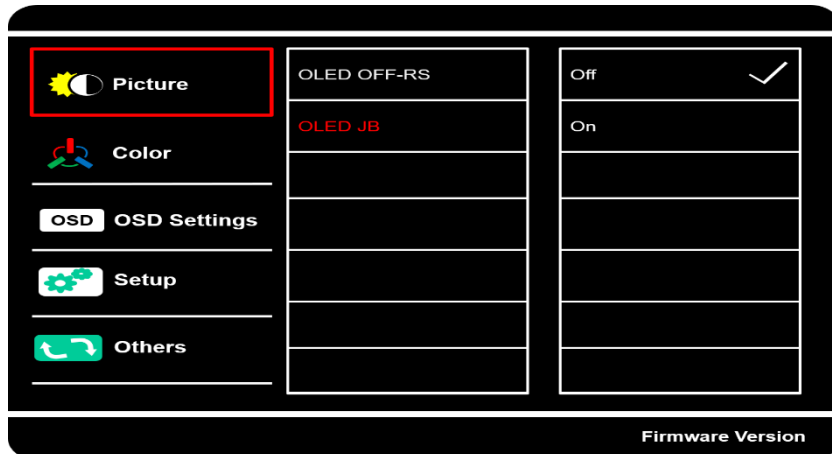 Picture
Color
OSD OSD Settings
Setup
Others
OLED OFF-RS
OLED JB
Off
On
Firmware Version